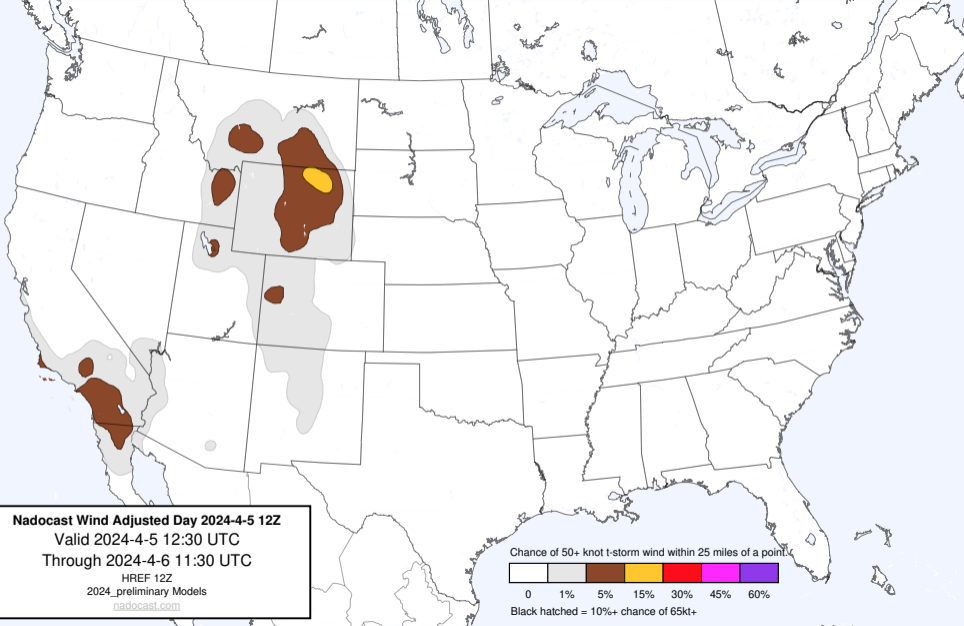 Nadocast Wind Adjusted Day 2024-4-5 12Z
Valid 2024-4-5 12:30 UTC
Through 2024-4-6 11:30 UTC
HREF 12Z
2024_preliminary Models
nadocast.com
Chance of 50+ knot t-storm wind within 25 miles of a point.
0 1% 5% 15% 30% 45% 60%
Black hatched = 10%+ chance of 65kt+